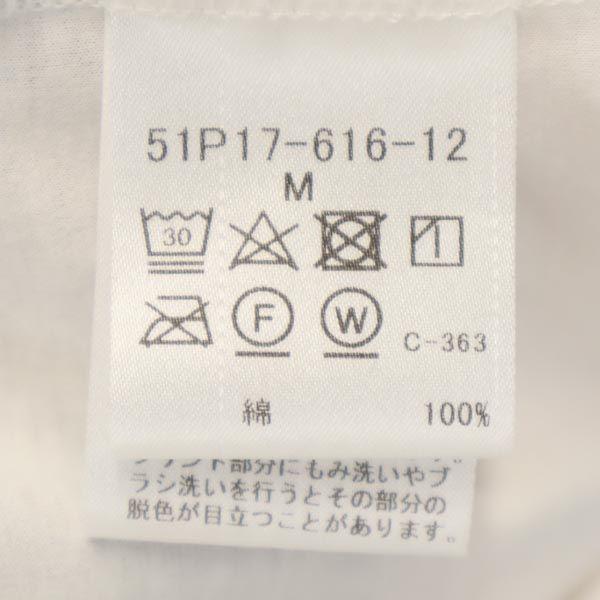 51P17-616-12
M
30
F W C-363
綿 100%
プリント部分にもみ洗いやブ
ラシ洗いを行うとその部分の
脱色が目立つことがあります。